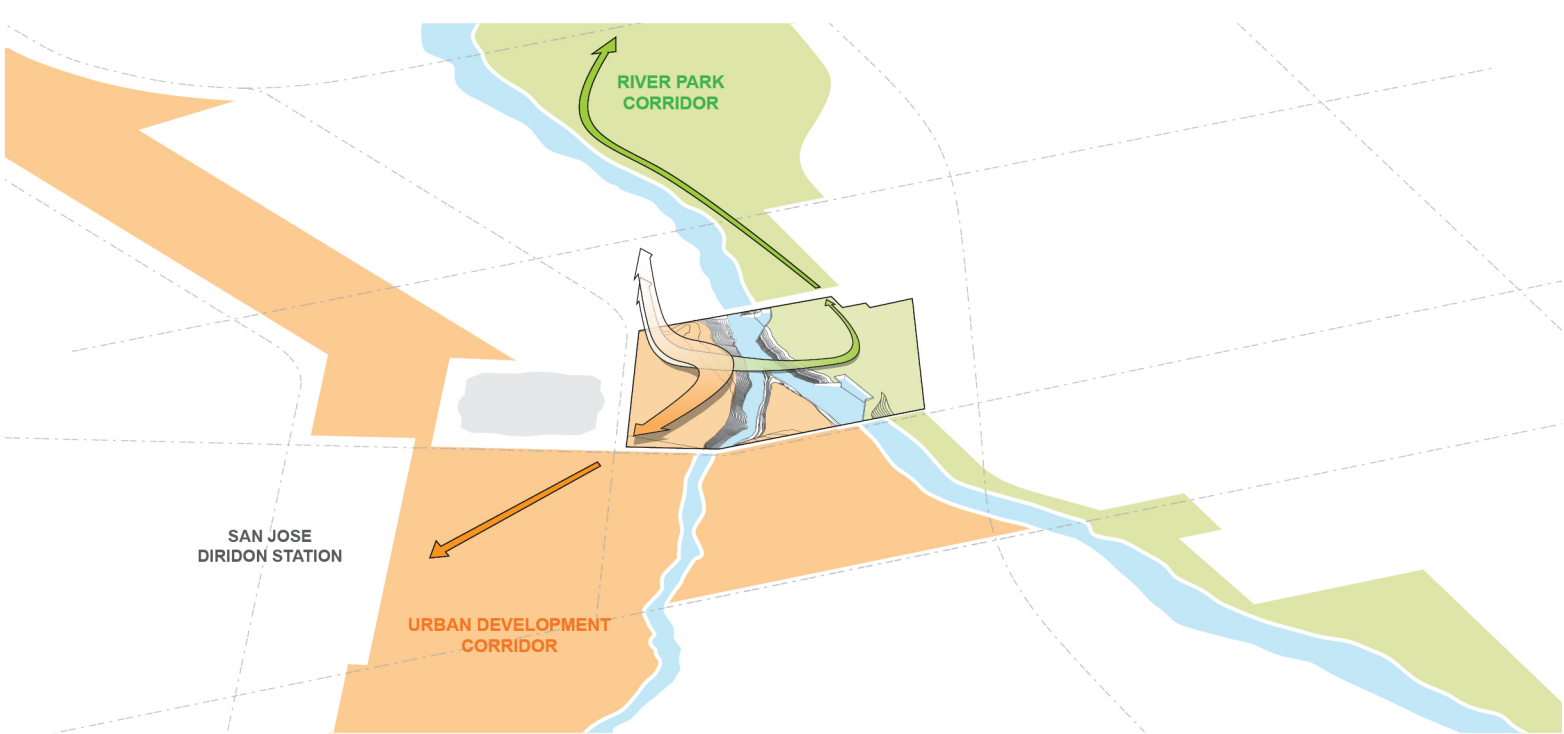 RIVER PARK
CORRIDOR
SAN JOSE
DIRIDON STATION
URBAN DEVELOPMENT
CORRIDOR